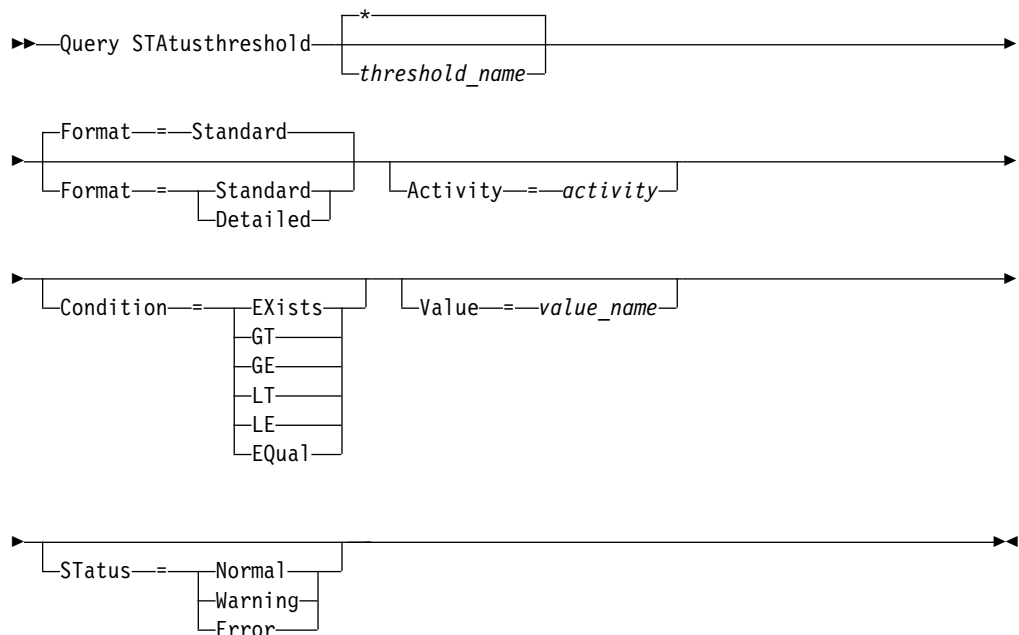 *
Query STAtusthreshold
threshold_name
Format = Standard
Format = Standard
Detailed
Activity = activity
Condition = EXists
GT
GE
LT
LE
EQual
Value = value_name
STatus = Normal
Warning
Error